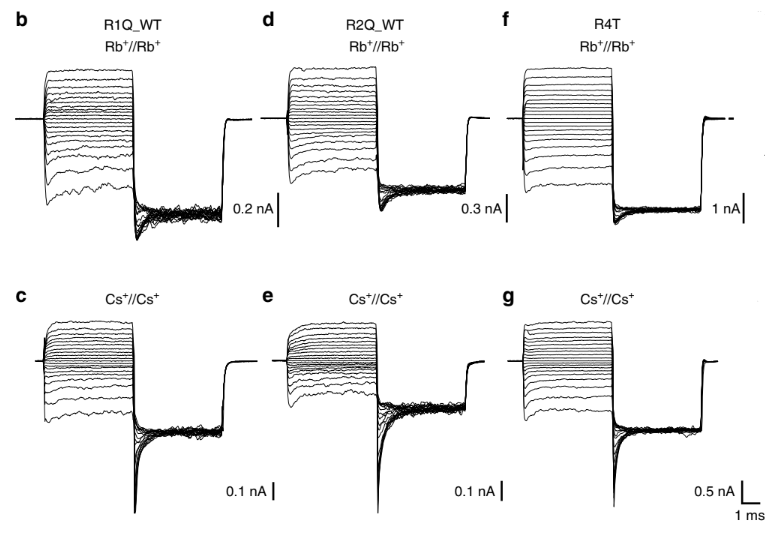 b
R1Q_WT
Rb⁺//Rb⁺
0.2 nA
d
R2Q_WT
Rb⁺//Rb⁺
0.3 nA
f
R4T
Rb⁺//Rb⁺
1 nA
c
Cs⁺//Cs⁺
0.1 nA
e
Cs⁺//Cs⁺
0.1 nA
g
Cs⁺//Cs⁺
0.5 nA
1 ms